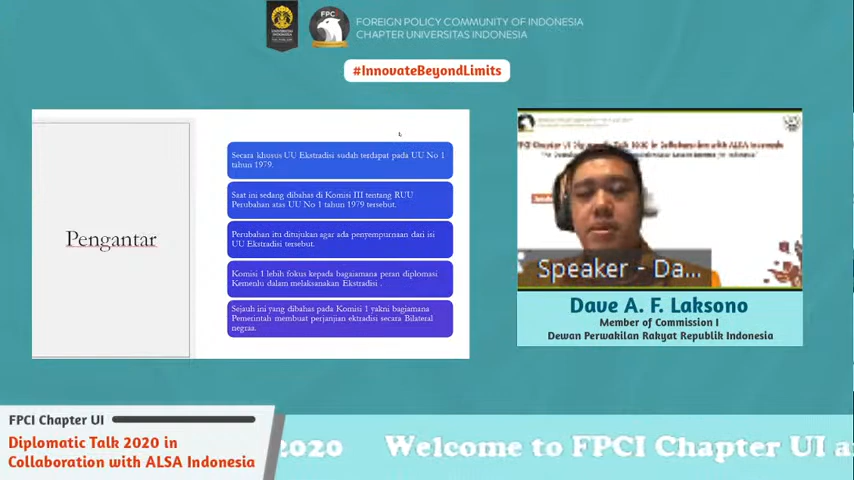 FPC
FOREIGN POLICY COMMUNITY OF INDONESIA
CHAPTER UNIVERSITAS INDONESIA
#InnovateBeyondLimits
Pengantar
Secara khusus UU Ekstradisi sudah terdapat pada UU No 1
tahun 1979.
Saat ini sedang dibahas di Komisi III tentang RUU
Perubahan atas UU No 1 tahun 1979 tersebut.
Perubahan itu ditujukan agar ada penyempurnaan dari isi
UU Ekstradisi tersebut.
Komisi 1 lebih fokus kepada bagaiamana peran diplomasi
Kemenlu dalam melaksanakan Ekstradisi .
Sejauh ini yang dibahas pada Komisi 1 yakni bagiamana
Pemerintah membuat perjanjian ektradisi secara Bilateral
negraa.
Speaker - Da...
Dave A. F. Laksono
Member of Commission I
Dewan Perwakilan Rakyat Republik Indonesia
FPCI Chapter UI
Diplomatic Talk 2020 in
Collaboration with ALSA Indonesia
2020 Welcome to FPCI Chapter UI a